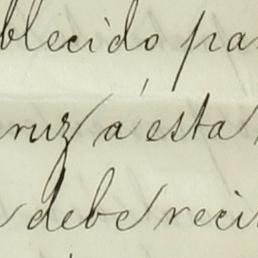 blecido pa
ruz á esta
debe reci